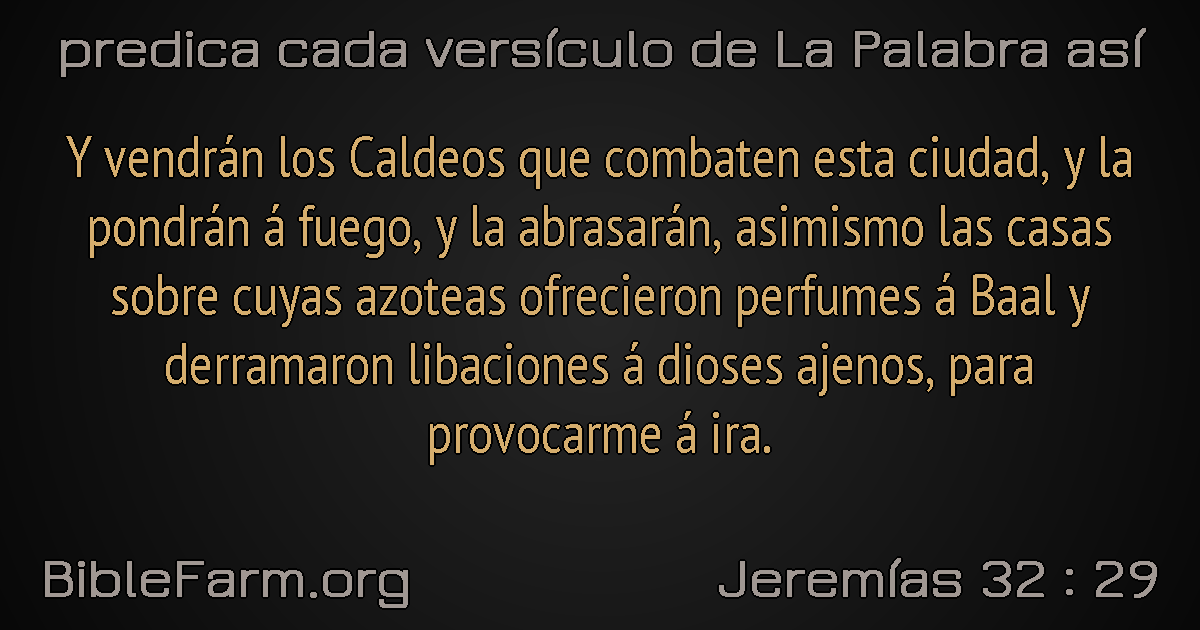 predica cada versículo de La Palabra así
Y vendrán los Caldeos que combaten esta ciudad, y la
pondrán á fuego, y la abrasarán, asimismo las casas
sobre cuyas azoteas ofrecieron perfumes á Baal y
derramaron libaciones á dioses ajenos, para
provocarme á ira.
BibleFarm.org
Jeremías 32 : 29